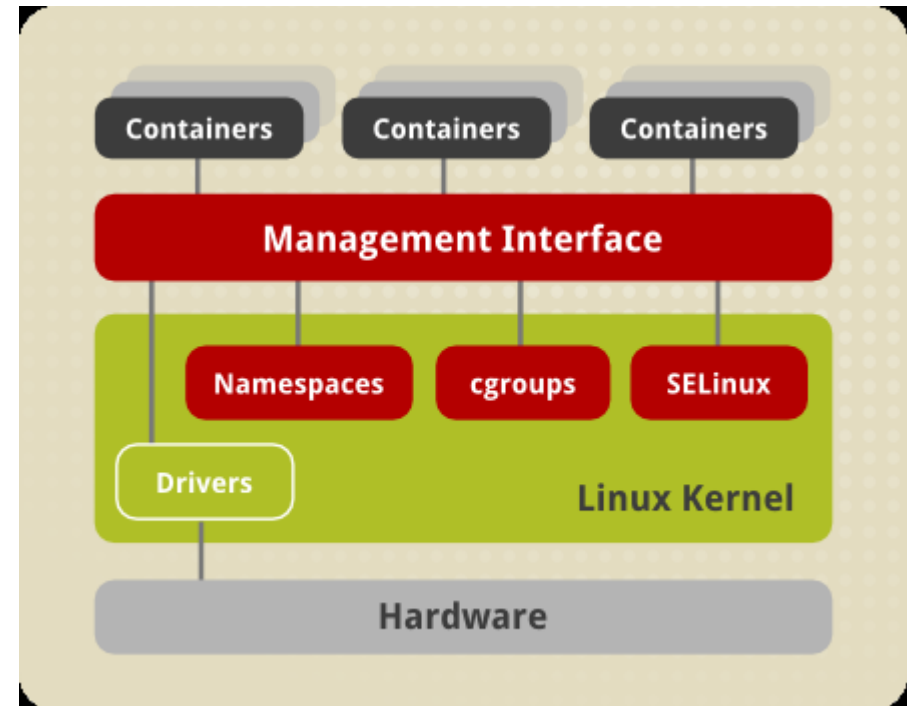 Containers
Containers
Containers
Management Interface
Namespaces
cgroups
SELinux
Drivers
Linux Kernel
Hardware